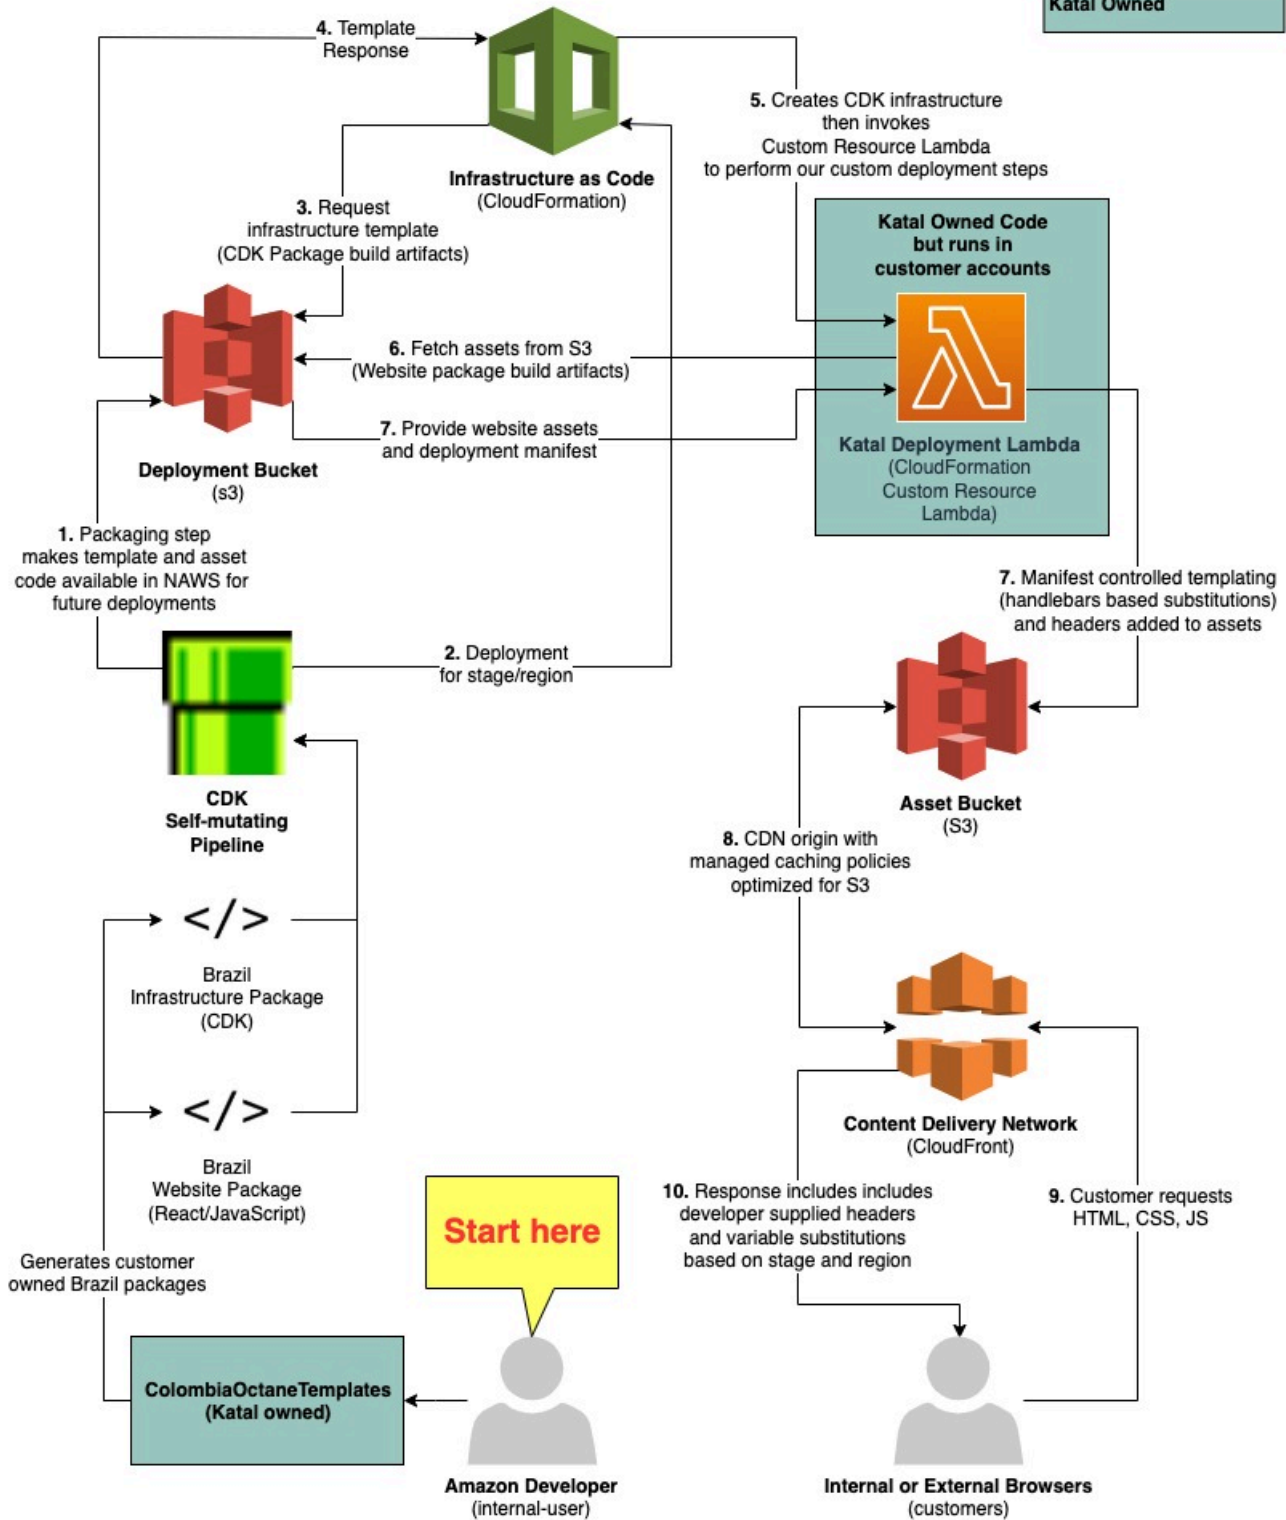 Katal Owned
4. Template
Response
5. Creates CDK infrastructure
then invokes
Custom Resource Lambda
to perform our custom deployment steps
Infrastructure as Code
(CloudFormation)
3. Request
infrastructure template
(CDK Package build artifacts)
Katal Owned Code
but runs in
customer accounts
6. Fetch assets from S3
(Website package build artifacts)
7. Provide website assets
and deployment manifest
Katal Deployment Lambda
(CloudFormation
Custom Resource
Lambda)
Deployment Bucket
(s3)
1. Packaging step
makes template and asset
code available in NAWS for
future deployments
7. Manifest controlled templating
(handlebars based substitutions)
and headers added to assets
2. Deployment
for stage/region
CDK
Self-mutating
Pipeline
Asset Bucket
(S3)
8. CDN origin with
managed caching policies
optimized for S3
</>
Brazil
Infrastructure Package
(CDK)
</>
Brazil
Website Package
(React/JavaScript)
Content Delivery Network
(CloudFront)
10. Response includes includes
developer supplied headers
and variable substitutions
based on stage and region
9. Customer requests
HTML, CSS, JS
Start here
Generates customer
owned Brazil packages
ColombiaOctaneTemplates
(Katal owned)
Amazon Developer
(internal-user)
Internal or External Browsers
(customers)